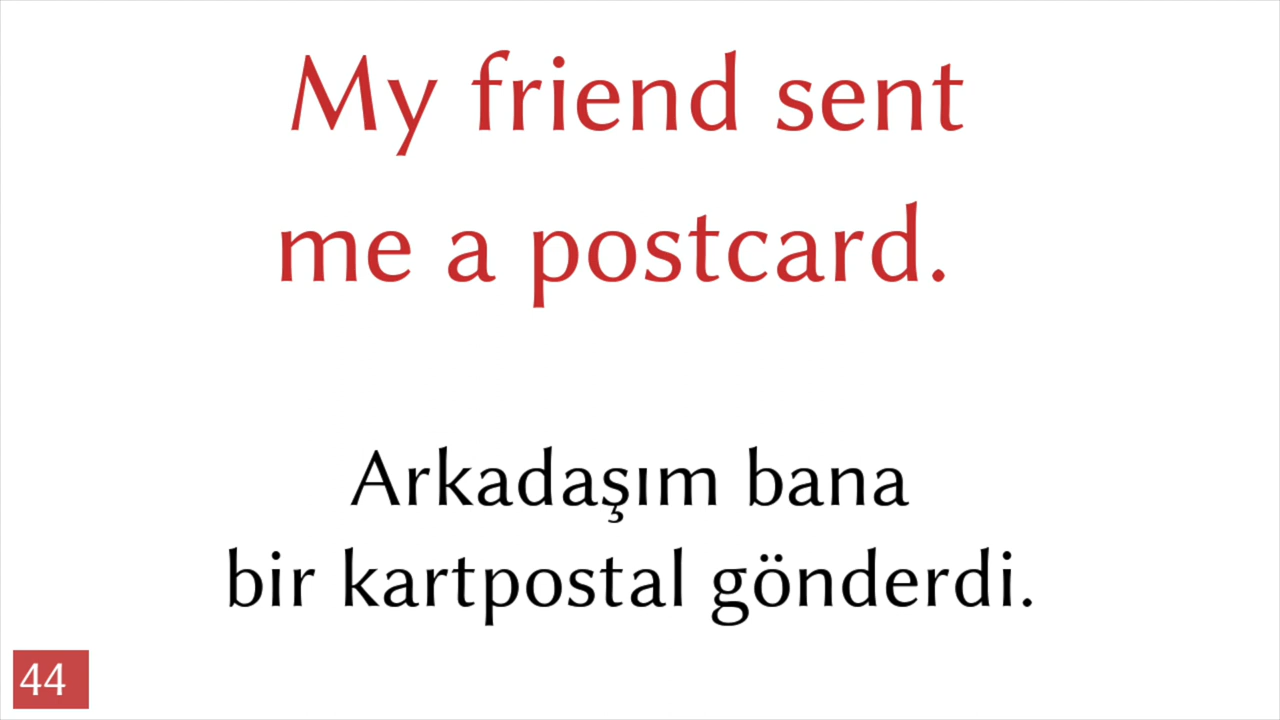 My friend sent
me a postcard.
Arkadaşım bana
bir kartpostal gönderdi.
44